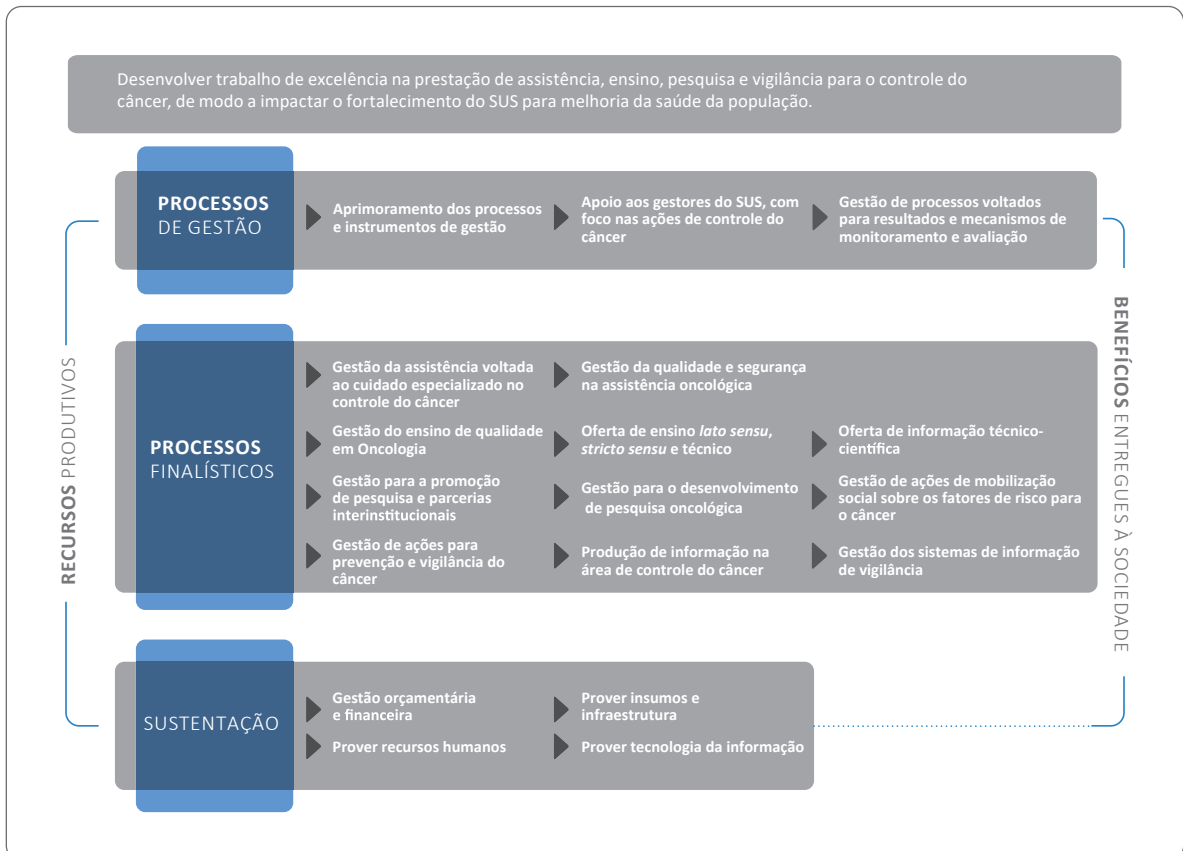 Desenvolver trabalho de excelência na prestação de assistência, ensino, pesquisa e vigilância para o controle do
câncer, de modo a impactar o fortalecimento do SUS para melhoria da saúde da população.
RECURSOS PRODUTIVOS
PROCESSOS
DE GESTÃO
Aprimoramento dos processos
e instrumentos de gestão
Apoio aos gestores do SUS, com
foco nas ações de controle do
câncer
Gestão de processos voltados
para resultados e mecanismos de
monitoramento e avaliação
PROCESSOS
FINALÍSTICOS
Gestão da assistência voltada
ao cuidado especializado no
controle do câncer
Gestão da qualidade e segurança
na assistência oncológica
Gestão do ensino de qualidade
em Oncologia
Oferta de ensino lato sensu,
stricto sensu e técnico
Oferta de informação técnico-
científica
Gestão para a promoção
de pesquisa e parcerias
interinstitucionais
Gestão para o desenvolvimento
de pesquisa oncológica
Gestão de ações de mobilização
social sobre os fatores de risco para
o câncer
Gestão de ações para
prevenção e vigilância do
câncer
Produção de informação na
área de controle do câncer
Gestão dos sistemas de informação
de vigilância
SUSTENTAÇÃO
Gestão orçamentária
e financeira
Prover insumos e
infraestrutura
Prover recursos humanos
Prover tecnologia da informação
BENEFÍCIOS ENTREGUES À SOCIEDADE